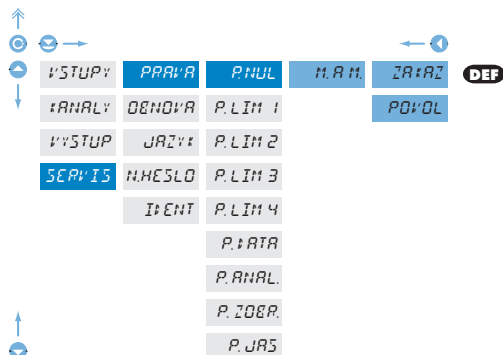 VSTUPY PRAVA P.NUL M.A M. ZAKAZ DEF
KANALY OBNOVA P.LIM 1 POVOL
VYSTUP JAZYK P.LIM 2
SERVIS N.HESLO P.LIM 3
IDENT P.LIM 4
P.DATA
P.ANAL.
P.ZOBR.
P.JAS